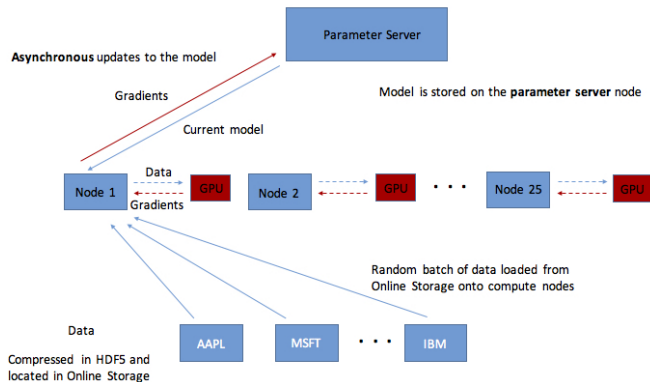 Parameter Server
Asynchronous updates to the model
Gradients
Model is stored on the parameter server node
Current model
Data
Node 1
GPU
Node 2
GPU
• • •
Node 25
GPU
Gradients
Random batch of data loaded from
Online Storage onto compute nodes
Data
AAPL
MSFT
• • •
IBM
Compressed in HDF5 and
located in Online Storage